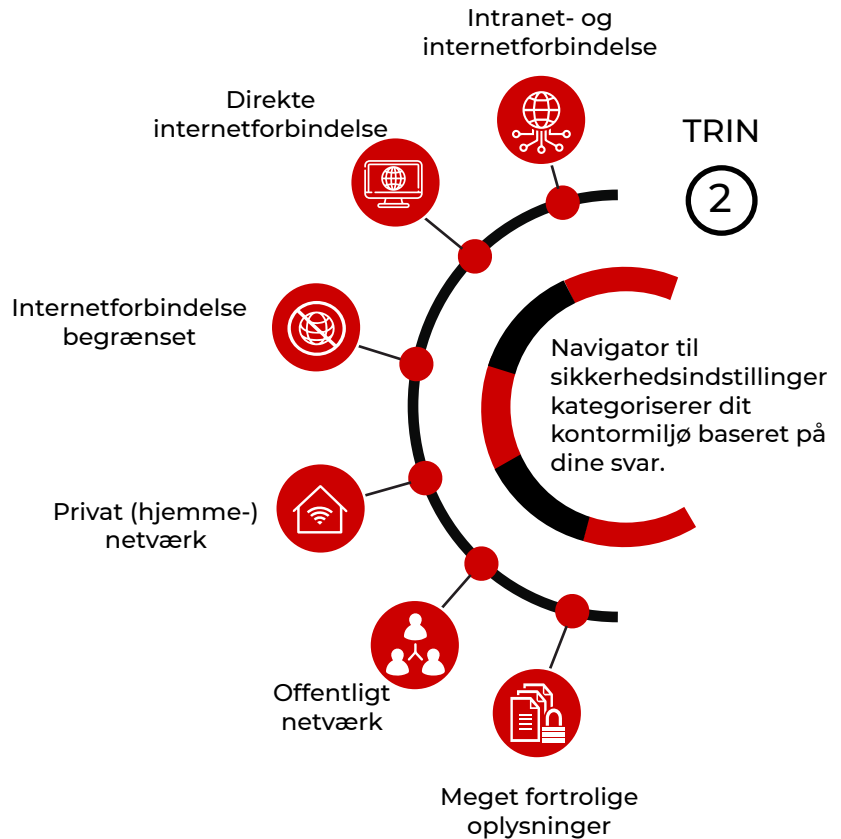 Intranet- og
internetforbindelse
Direkte
internetforbindelse
TRIN
2
Internetforbindelse
begrænset
Navigator til
sikkerhedsindstillinger
kategoriserer dit
kontormiljø baseret på
dine svar.
Privat (hjemme-)
netværk
Offentligt
netværk
Meget fortrolige
oplysninger